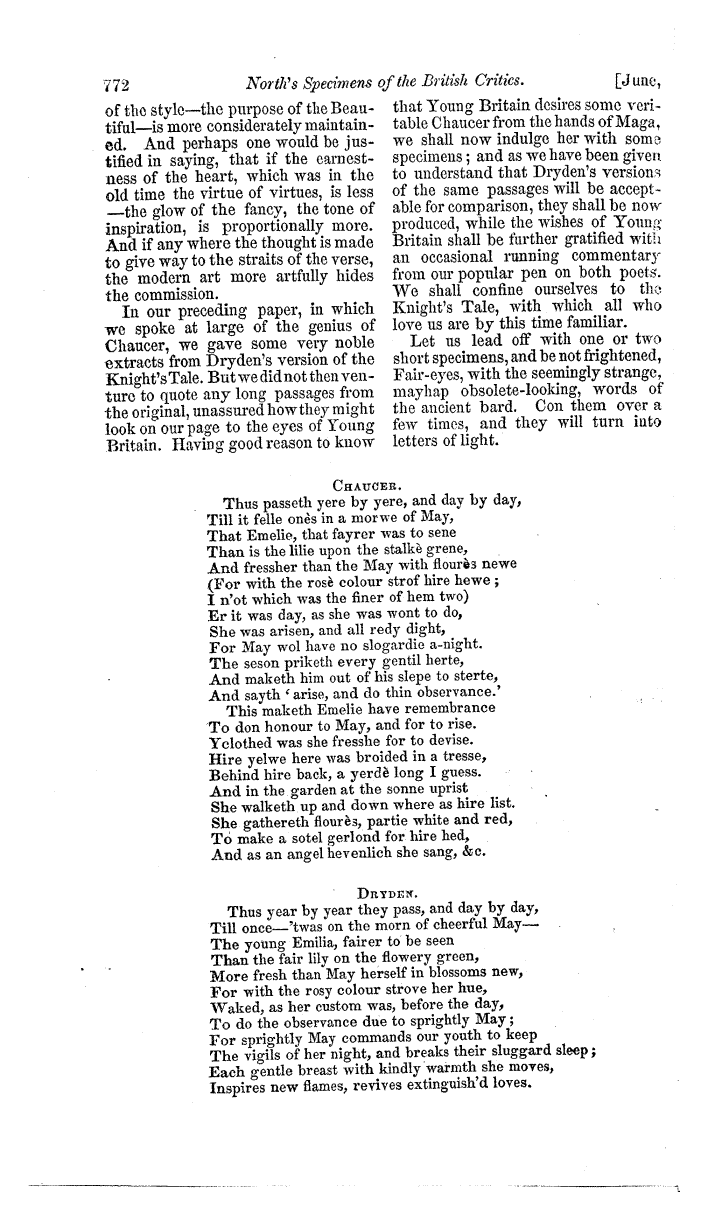 772 North's Specimens of the British Critics. [June,
of the style—the purpose of the Beau-
tiful—is more considerately maintain-
ed. And perhaps one would be jus-
tified in saying, that if the earnest-
ness of the heart, which was in the
old time the virtue of virtues, is less
—the glow of the fancy, the tone of
inspiration, is proportionally more.
And if any where the thought is made
to give way to the straits of the verse,
the modern art more artfully hides
the commission.
In our preceding paper, in which
we spoke at large of the genius of
Chaucer, we gave some very noble
extracts from Dryden's version of the
Knight's Tale. But we did not then ven-
ture to quote any long passages from
the original, unassured how they might
look on our page to the eyes of Young
Britain. Having good reason to know
that Young Britain desires some veri-
table Chaucer from the hands of Maga,
we shall now indulge her with some
specimens; and as we have been given
to understand that Dryden's versions
of the same passages will be accept-
able for comparison, they shall be now
produced, while the wishes of Young
Britain shall be further gratified with
an occasional running commentary
from our popular pen on both poets.
We shall confine ourselves to the
Knight's Tale, with which all who
love us are by this time familiar.
Let us lead off with one or two
short specimens, and be not frightened,
Fair-eyes, with the seemingly strange,
mayhap obsolete-looking, words of
the ancient bard. Con them over a
few times, and they will turn into
letters of light.
CHAUCER.
Thus passeth yere by yere, and day by day,
Till it felle onès in a morwe of May,
That Emelie, that fayrer was to sene
Than is the lilie upon the stalkè grene,
And fressher than the May with flourès newe
(For with the rosè colour strof hire hewe;
I n'ot which was the finer of hem two)
Er it was day, as she was wont to do,
She was arisen, and all redy dight,
For May wol have no slogardie a-night.
The seson priketh every gentil herte,
And maketh him out of his slepe to sterte,
And sayth 'arise, and do thin observance.'
This maketh Emelie have remembrance
To don honour to May, and for to rise.
Yclothed was she fresshe for to devise.
Hire yelwe here was broided in a tresse,
Behind hire back, a yerdè long I guess.
And in the garden at the sonne uprist
She walketh up and down where as hire list.
She gathereth flourès, partie white and red,
To make a sotel gerlond for hire hed,
And as an angel hevenlich she sang, &c.
DRYDEN.
Thus year by year they pass, and day by day,
Till once—'twas on the morn of cheerful May—
The young Emilia, fairer to be seen
Than the fair lily on the flowery green,
More fresh than May herself in blossoms new,
For with the rosy colour strove her hue,
Waked, as her custom was, before the day,
To do the observance due to sprightly May;
For sprightly May commands our youth to keep
The vigils of her night, and breaks their sluggard sleep;
Each gentle breast with kindly warmth she moves,
Inspires new flames, revives extinguish'd loves.